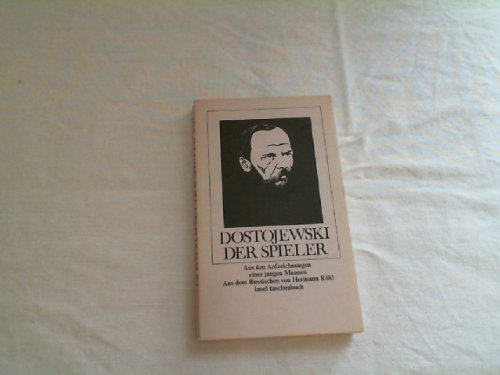 DOSTOJEWSKI
DER SPIELER
Aus den Aufzeichnungen
eines jungen Mannes
Aus dem Russischen von Hermann Röhl
insel taschenbuch